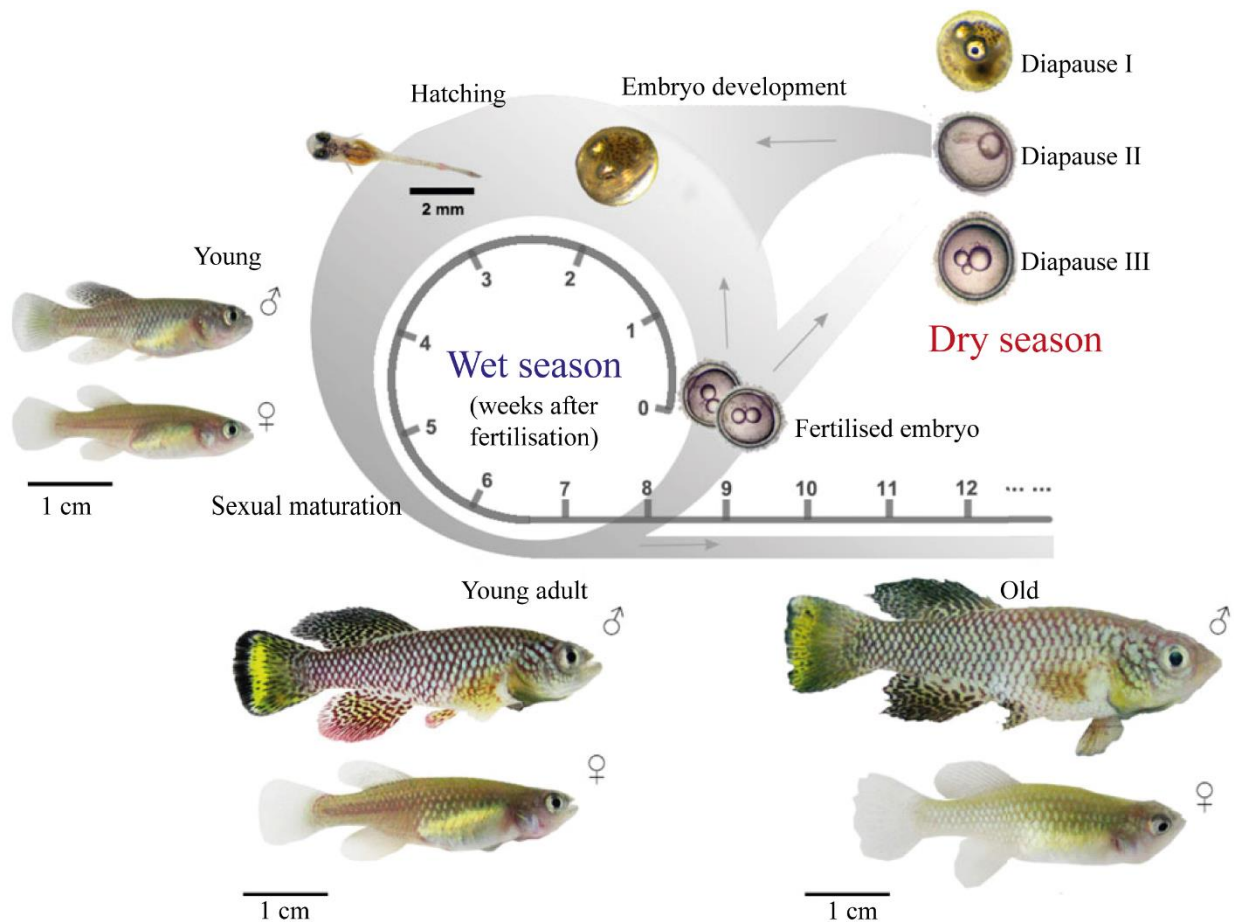 Diapause I
Hatching
Embryo development
Diapause II
2 mm
Young
♂
Diapause III
3
2
1
4
Dry season
Wet season
(weeks after
fertilisation)
0
♀
5
Fertilised embryo
6
7
8
9
10
11
12
... ...
1 cm
Sexual maturation
Young adult
♂
Old
♂
♀
♀
1 cm
1 cm